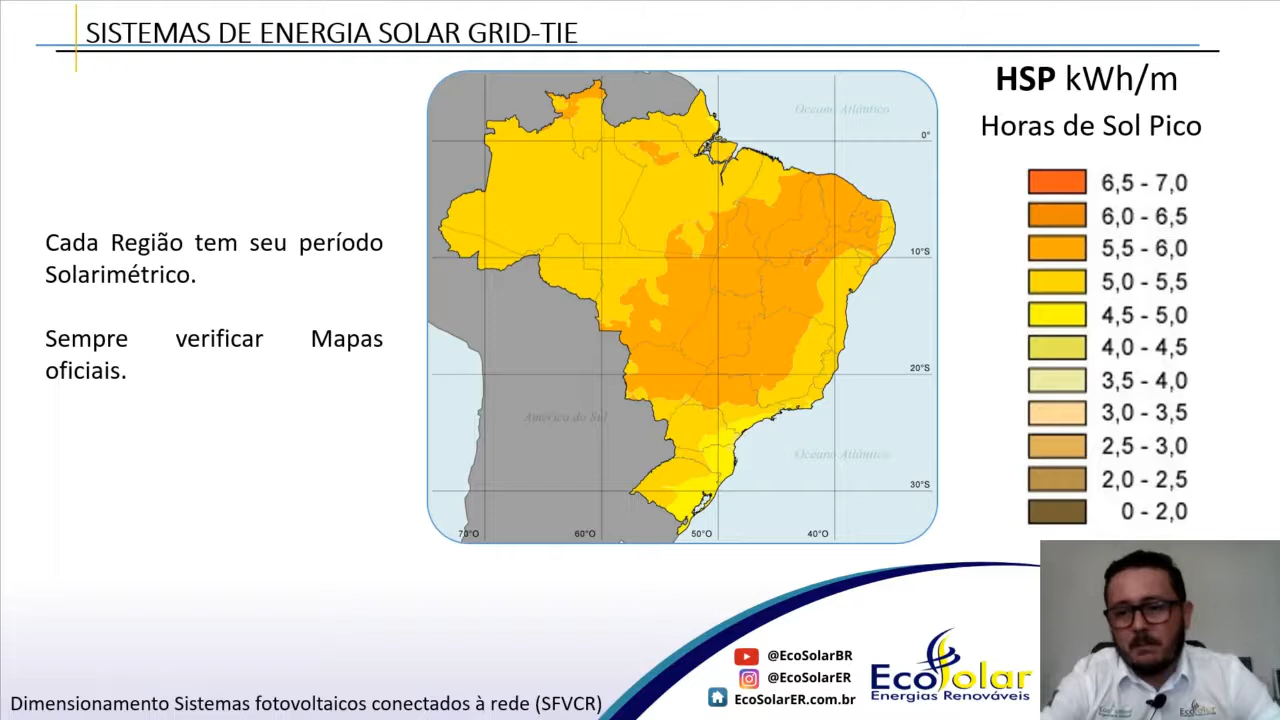 SISTEMAS DE ENERGIA SOLAR GRID-TIE
HSP kWh/m
Horas de Sol Pico
Cada Região tem seu período
Solarimétrico.
Sempre verificar Mapas
oficiais.
Oceano Atlântico
0°
10°S
20°S
América do Sul
Oceano Atlântico
30°S
70°O
60°O
50°O
40°O
6,5 - 7,0
6,0 - 6,5
5,5 - 6,0
5,0 - 5,5
4,5 - 5,0
4,0 - 4,5
3,5 - 4,0
3,0 - 3,5
2,5 - 3,0
2,0 - 2,5
0 - 2,0
@EcoSolarBR
@EcoSolarER
EcoSolarER.com.br
EcoSolar
Energias Renováveis
Dimensionamento Sistemas fotovoltaicos conectados à rede (SFVCR)